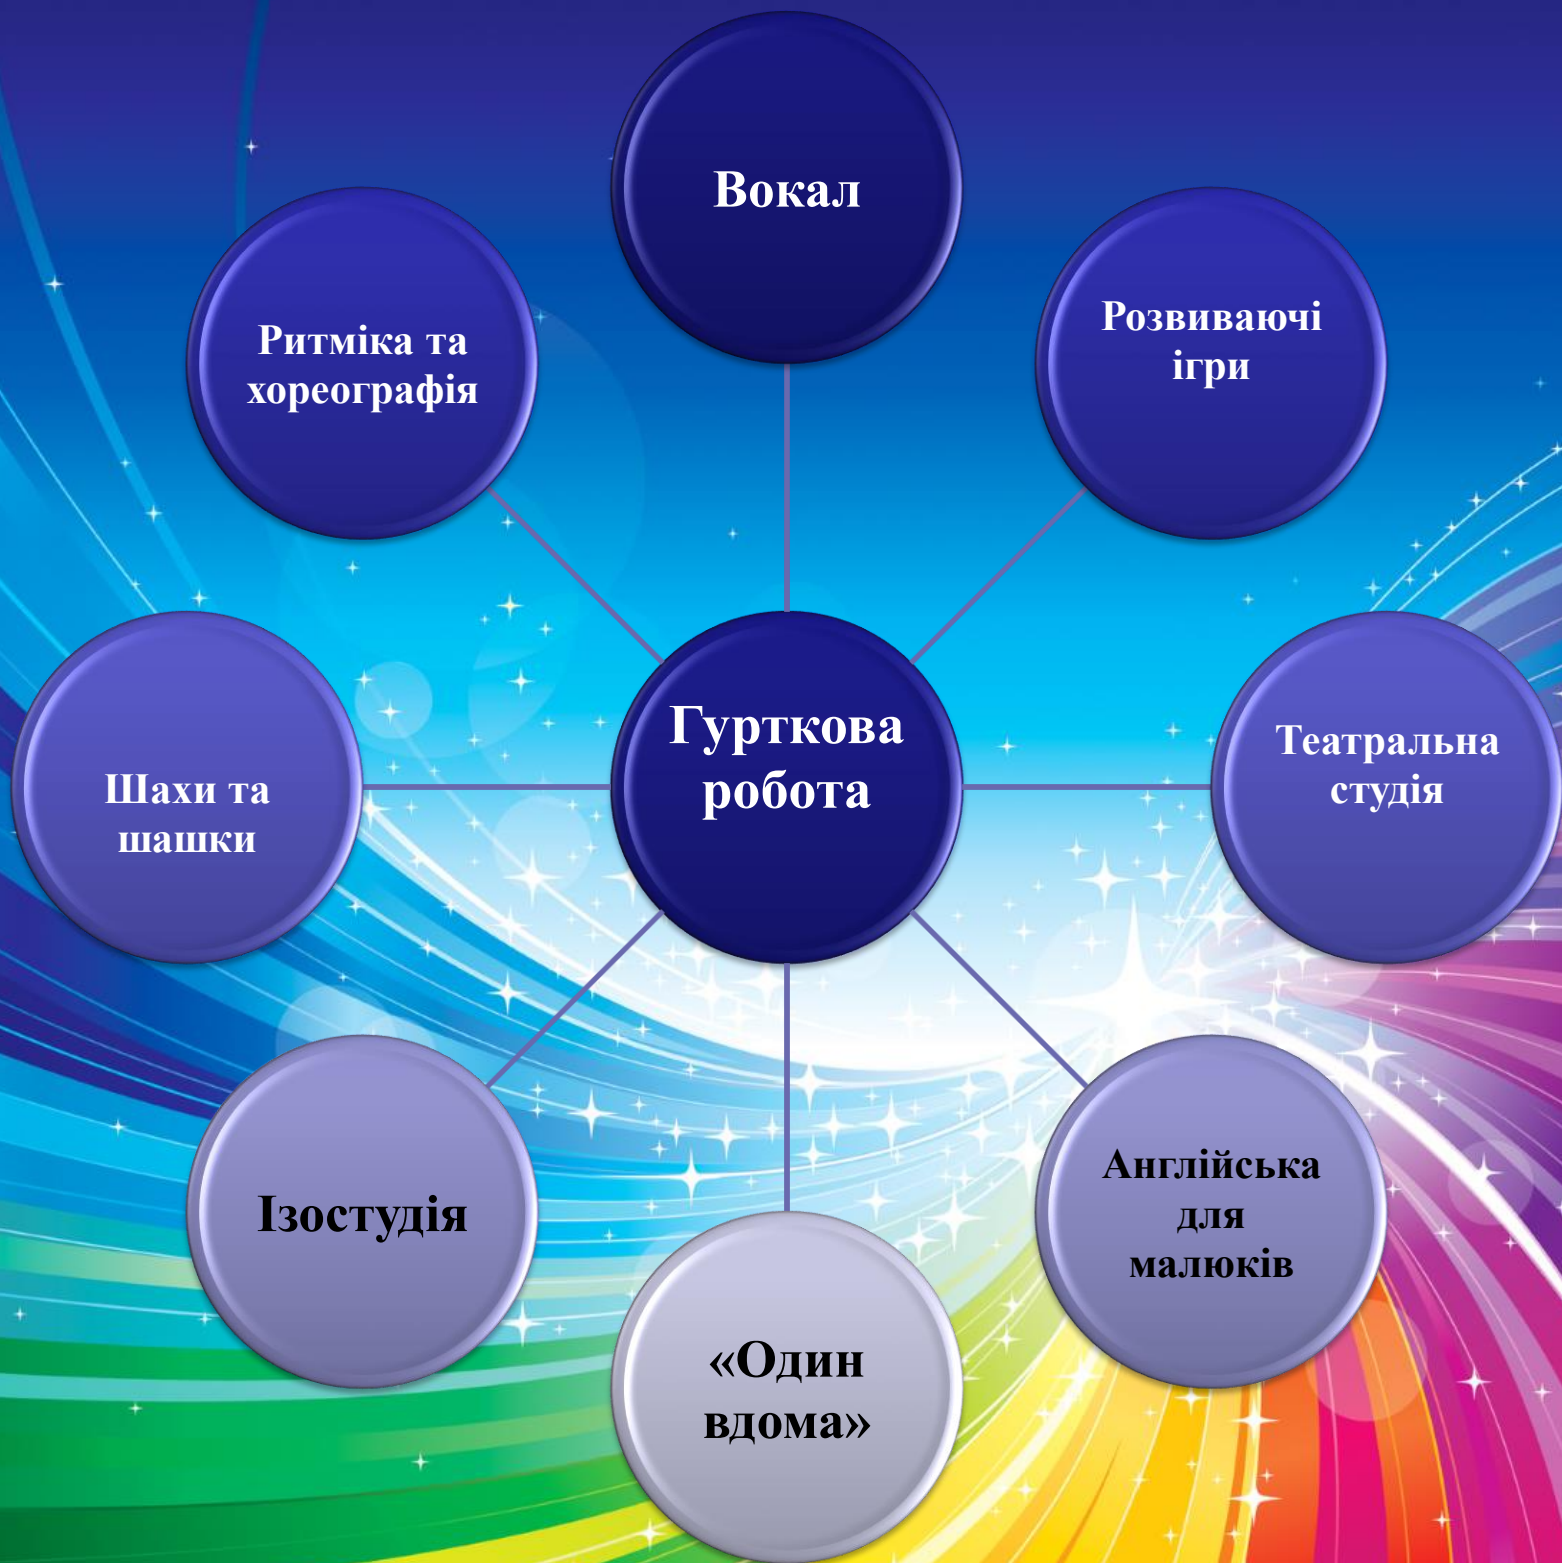 Вокал
Ритміка та
хореографія
Розвиваючі
ігри
Гурткова
робота
Шахи та
шашки
Театральна
студія
Ізостудія
Англійська
для
малюків
«Один
вдома»